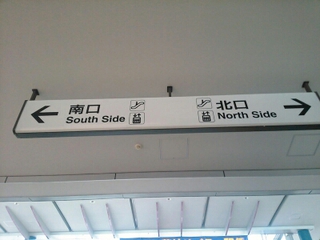 南口
South Side
北口
North Side